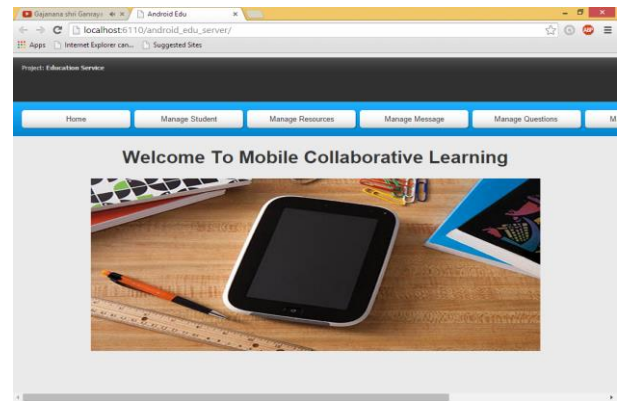 Gajanana shri Ganraya
Android Edu
localhost:6110/android_edu_server/
Apps
Internet Explorer can...
Suggested Sites
Project: Education Service
Home
Manage Student
Manage Resources
Manage Message
Manage Questions
M
Welcome To Mobile Collaborative Learning